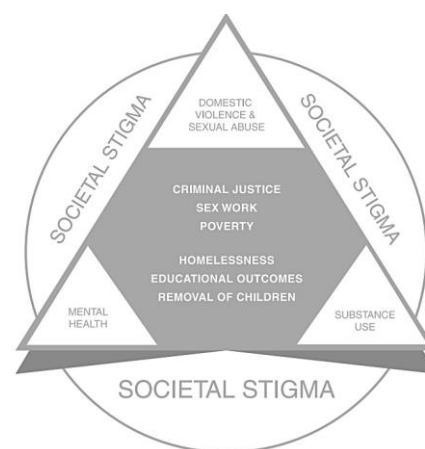 DOMESTIC
VIOLENCE &
SEXUAL ABUSE
SOCIETAL STIGMA
SOCIETAL STIGMA
CRIMINAL JUSTICE
SEX WORK
POVERTY
HOMELESSNESS
EDUCATIONAL OUTCOMES
REMOVAL OF CHILDREN
MENTAL
HEALTH
SUBSTANCE
USE
SOCIETAL STIGMA